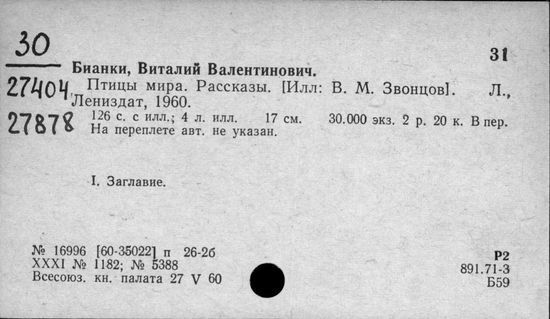 30
31
Бианки, Виталий Валентинович.
27404 Птицы мира. Рассказы. [Илл: В. М. Звонцов]. Л.,
Лениздат, 1960.
27878 126 с. с илл.; 4 л. илл. 17 см. 30.000 экз. 2 р. 20 к. В пер.
На переплете авт. не указан.
I. Заглавие.
№ 16996 [60-35022] п 26-2б
XXXI № 1182; № 5388
Всесоюз. кн. палата 27 V 60
Р2
891.71-3
Б59